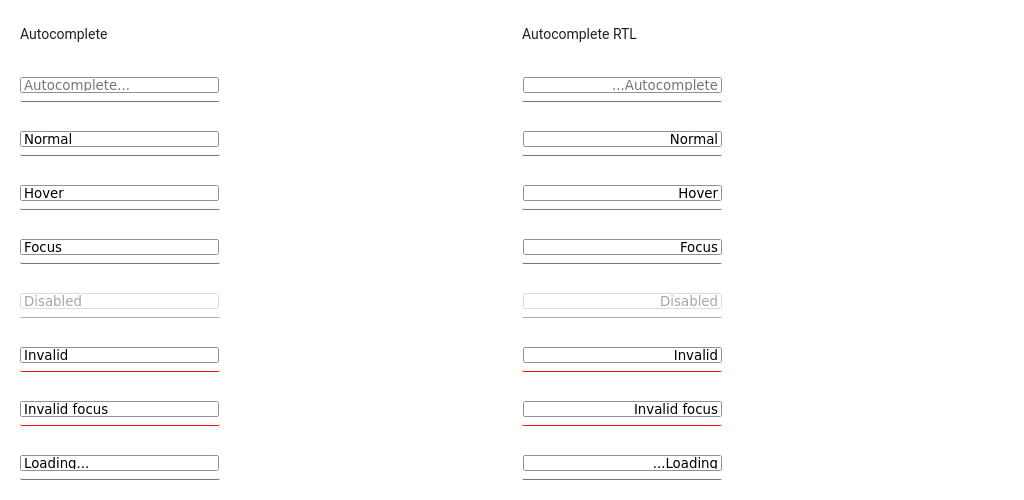 Autocomplete
Autocomplete RTL
Autocomplete...
...Autocomplete
Normal
Normal
Hover
Hover
Focus
Focus
Disabled
Disabled
Invalid
Invalid
Invalid focus
Invalid focus
Loading...
...Loading